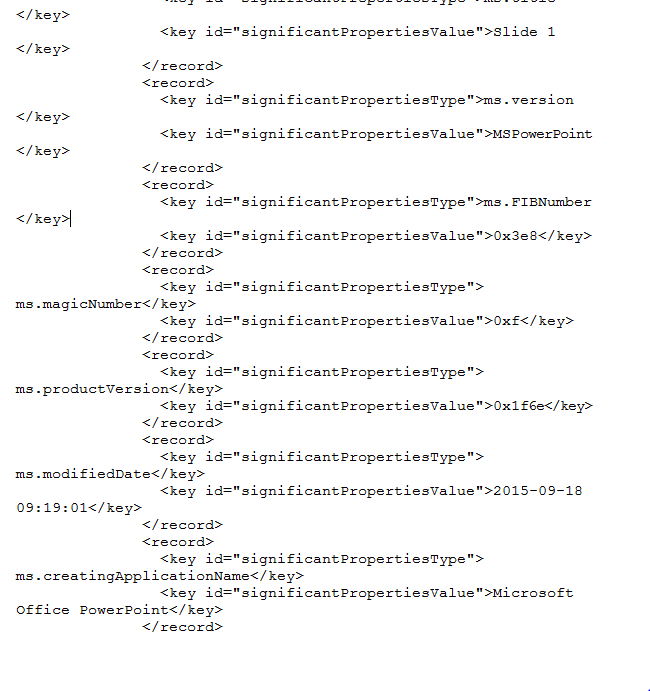 </key>
<key id="significantPropertiesValue">Slide 1
</key>
</record>
<record>
<key id="significantPropertiesType">ms.version
</key>
<key id="significantPropertiesValue">MSPowerPoint
</key>
</record>
<record>
<key id="significantPropertiesType">ms.FIBNumber
</key>
<key id="significantPropertiesValue">0x3e8</key>
</record>
<record>
<key id="significantPropertiesType">
ms.magicNumber</key>
<key id="significantPropertiesValue">0xf</key>
</record>
<record>
<key id="significantPropertiesType">
ms.productVersion</key>
<key id="significantPropertiesValue">0x1f6e</key>
</record>
<record>
<key id="significantPropertiesType">
ms.modifiedDate</key>
<key id="significantPropertiesValue">2015-09-18
09:19:01</key>
</record>
<record>
<key id="significantPropertiesType">
ms.creatingApplicationName</key>
<key id="significantPropertiesValue">Microsoft
Office PowerPoint</key>
</record>